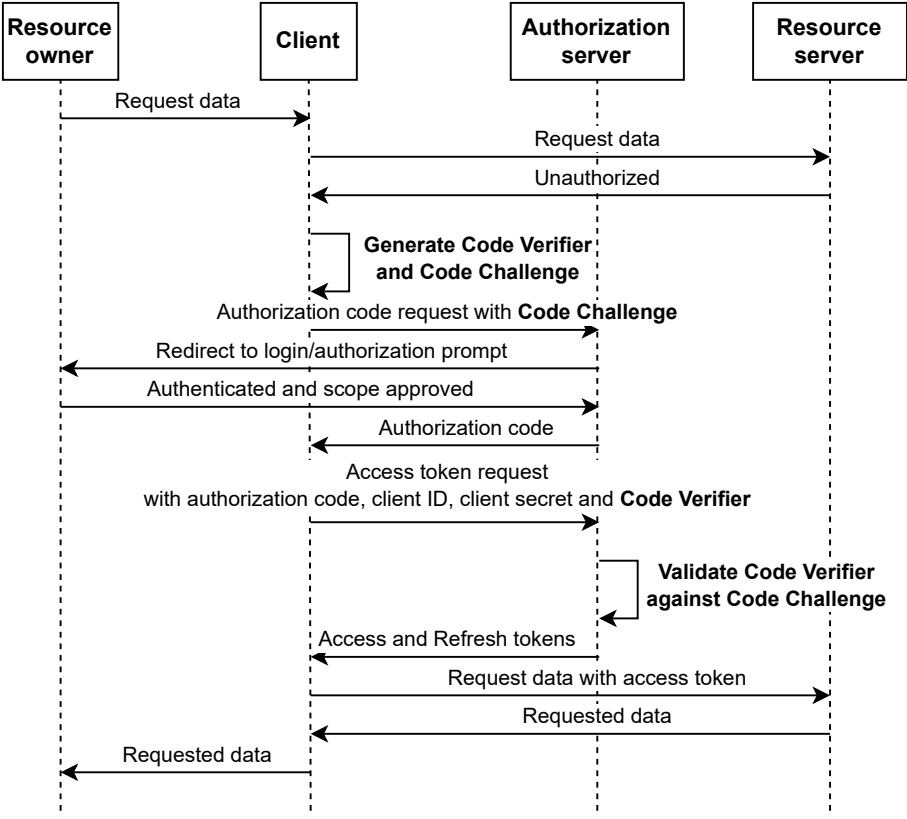 Resource
owner
Client
Authorization
server
Resource
server
Request data
Request data
Unauthorized
Generate Code Verifier
and Code Challenge
Authorization code request with Code Challenge
Redirect to login/authorization prompt
Authenticated and scope approved
Authorization code
Access token request
with authorization code, client ID, client secret and Code Verifier
Validate Code Verifier
against Code Challenge
Access and Refresh tokens
Request data with access token
Requested data
Requested data